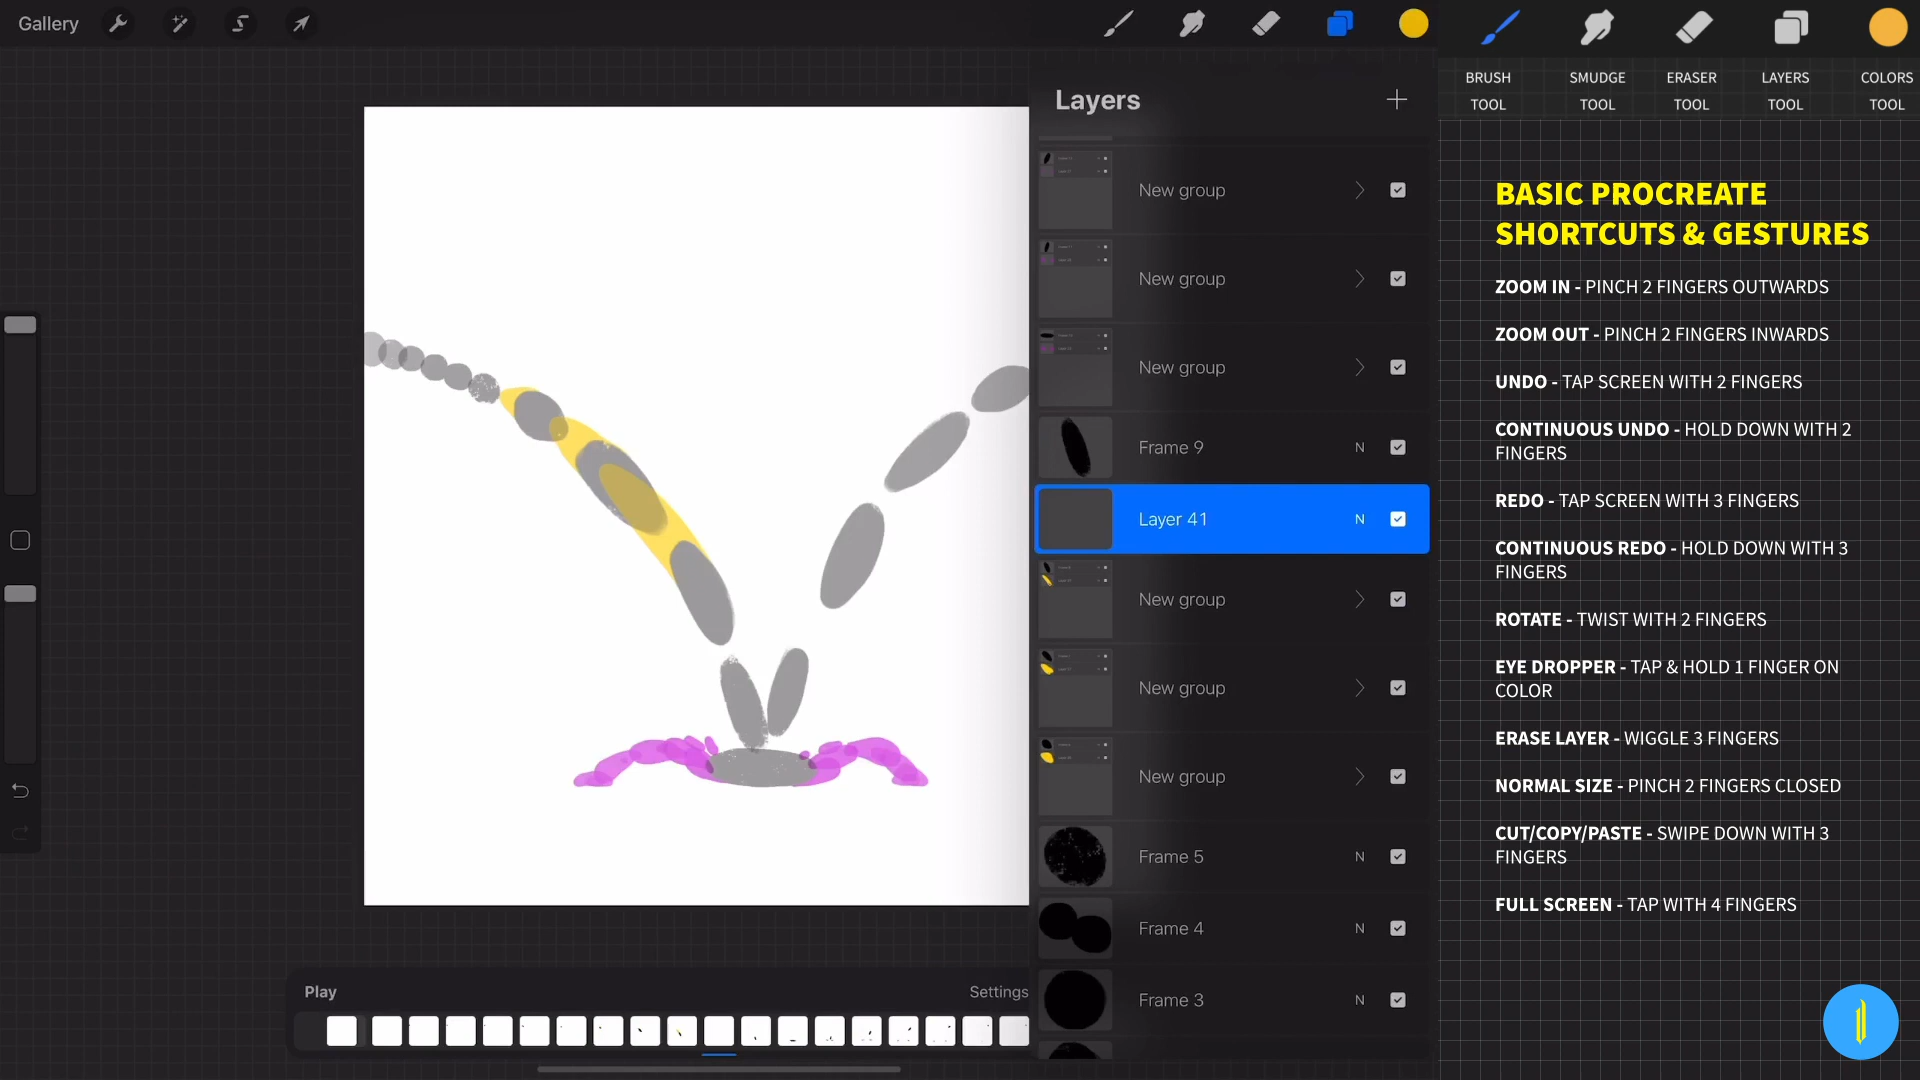 Gallery
Layers
New group
New group
New group
Frame 9 N
Layer 41 N
New group
New group
New group
Frame 5 N
Frame 4 N
Frame 3 N
Play
Settings
BRUSH TOOL
SMUDGE TOOL
ERASER TOOL
LAYERS TOOL
COLORS TOOL
BASIC PROCREATE
SHORTCUTS & GESTURES
ZOOM IN - PINCH 2 FINGERS OUTWARDS
ZOOM OUT - PINCH 2 FINGERS INWARDS
UNDO - TAP SCREEN WITH 2 FINGERS
CONTINUOUS UNDO - HOLD DOWN WITH 2
FINGERS
REDO - TAP SCREEN WITH 3 FINGERS
CONTINUOUS REDO - HOLD DOWN WITH 3
FINGERS
ROTATE - TWIST WITH 2 FINGERS
EYE DROPPER - TAP & HOLD 1 FINGER ON
COLOR
ERASE LAYER - WIGGLE 3 FINGERS
NORMAL SIZE - PINCH 2 FINGERS CLOSED
CUT/COPY/PASTE - SWIPE DOWN WITH 3
FINGERS
FULL SCREEN - TAP WITH 4 FINGERS